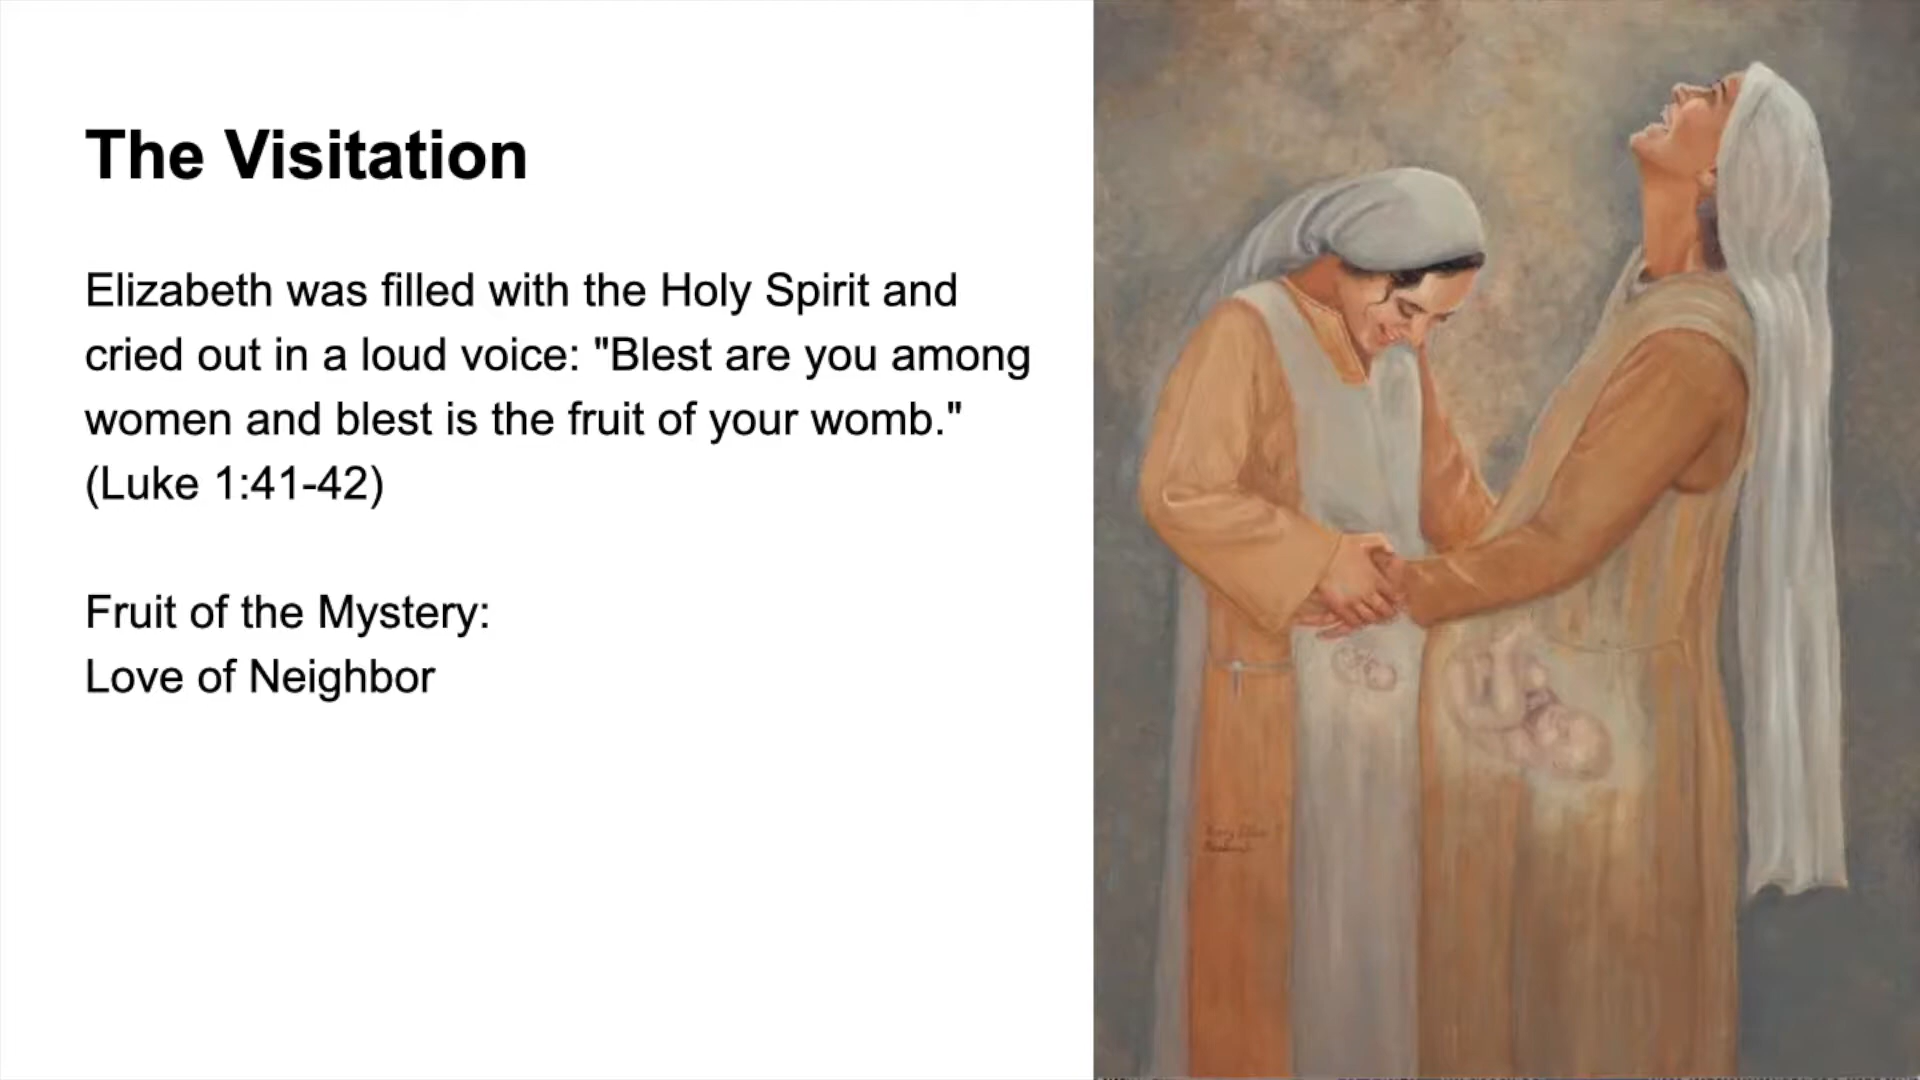 The Visitation
Elizabeth was filled with the Holy Spirit and
cried out in a loud voice: "Blest are you among
women and blest is the fruit of your womb."
(Luke 1:41-42)
Fruit of the Mystery:
Love of Neighbor